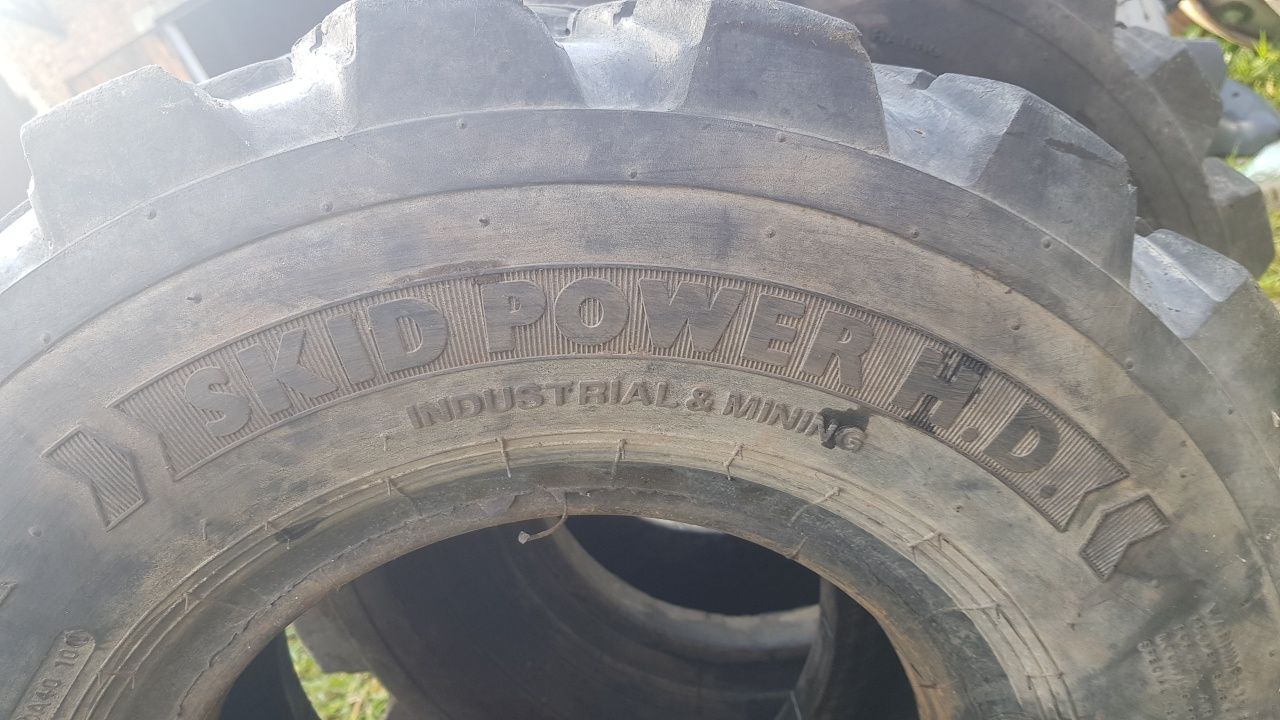 SKID POWER H.D.
INDUSTRIAL & MINING